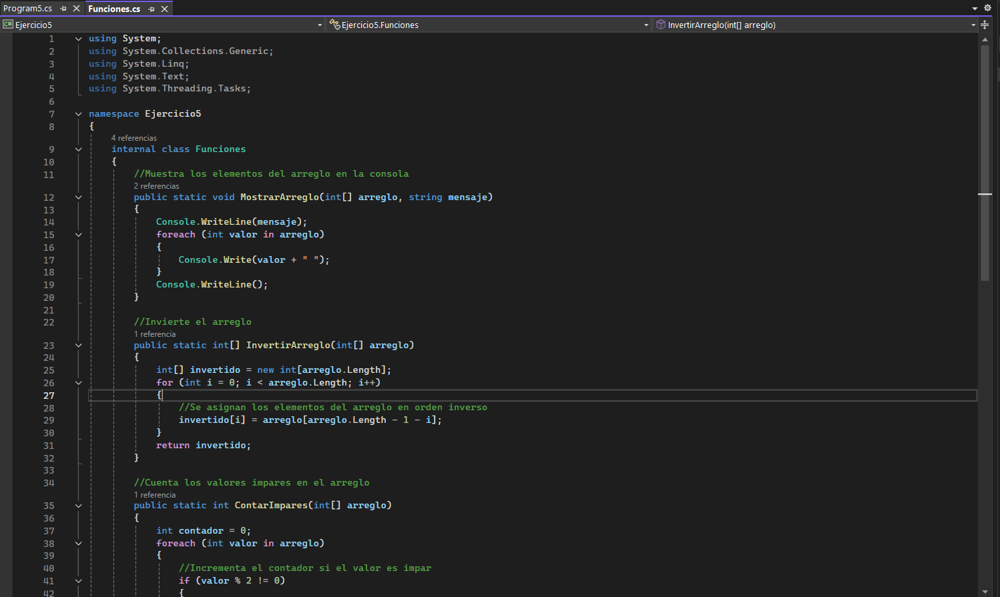 Program5.cs
Funciones.cs
Ejercicio5
Ejercicio5.Funciones
InvertirArreglo(int[] arreglo)
1 using System;
2 using System.Collections.Generic;
3 using System.Linq;
4 using System.Text;
5 using System.Threading.Tasks;
6
7 namespace Ejercicio5
8 {
4 referencias
9 internal class Funciones
10 {
11 //Muestra los elementos del arreglo en la consola
2 referencias
12 public static void MostrarArreglo(int[] arreglo, string mensaje)
13 {
14 Console.WriteLine(mensaje);
15 foreach (int valor in arreglo)
16 {
17 Console.Write(valor + " ");
18 }
19 Console.WriteLine();
20 }
21
22 //Invierte el arreglo
1 referencia
23 public static int[] InvertirArreglo(int[] arreglo)
24 {
25 int[] invertido = new int[arreglo.Length];
26 for (int i = 0; i < arreglo.Length; i++)
27 {
28 //Se asignan los elementos del arreglo en orden inverso
29 invertido[i] = arreglo[arreglo.Length - 1 - i];
30 }
31 return invertido;
32 }
33
34 //Cuenta los valores impares en el arreglo
1 referencia
35 public static int ContarImpares(int[] arreglo)
36 {
37 int contador = 0;
38 foreach (int valor in arreglo)
39 {
40 //Incrementa el contador si el valor es impar
41 if (valor % 2 != 0)
42 {